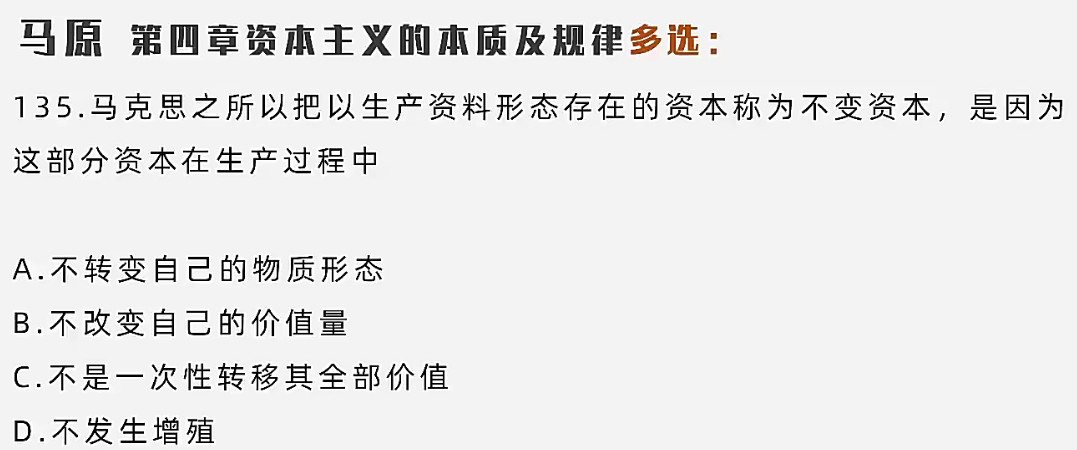 马原 第四章资本主义的本质及规律多选：
135.马克思之所以把以生产资料形态存在的资本称为不变资本，是因为
这部分资本在生产过程中
A.不转变自己的物质形态
B.不改变自己的价值量
C.不是一次性转移其全部价值
D.不发生增殖